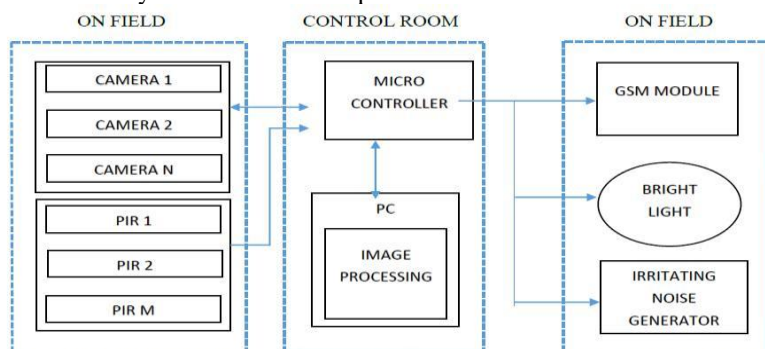 ON FIELD
CAMERA 1
CAMERA 2
CAMERA N
PIR 1
PIR 2
PIR M
CONTROL ROOM
MICRO
CONTROLLER
PC
IMAGE
PROCESSING
ON FIELD
GSM MODULE
BRIGHT
LIGHT
IRRITATING
NOISE
GENERATOR